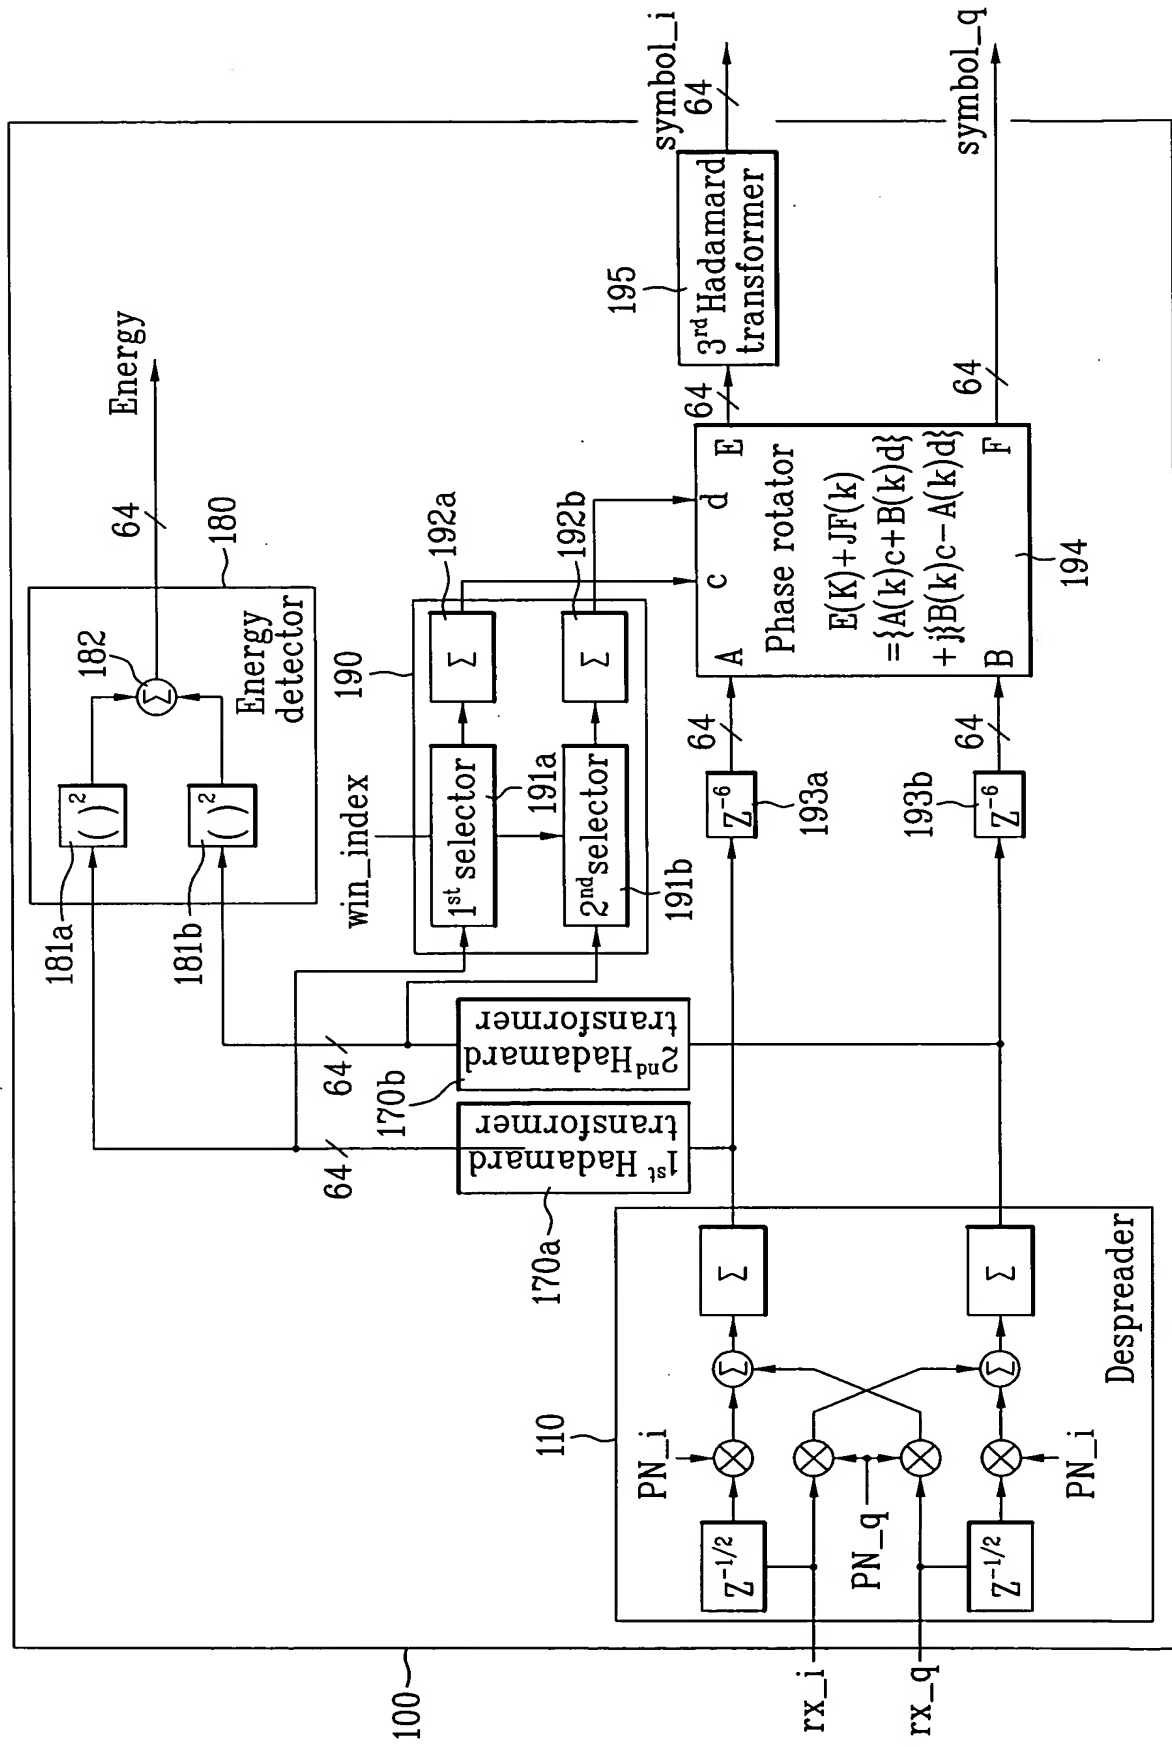 100
rx_i
rx_q
110
Z-1/2
Z-1/2
PN_i
PN_q
PN_i
Σ
Σ
Σ
Σ
Despreader
170a
1st Hadamard
transformer
170b
2nd Hadamard
transformer
64
64
181a
( )2
181b
( )2
Σ
182
Energy
detector
180
64
Energy
win_index
190
1st selector
191a
2nd selector
191b
Σ
192a
Σ
192b
Z-6
193a
Z-6
193b
64
64
A
c
d
E
Phase rotator
E(K)+JF(k)
={A(k)c+B(k)d}
+j{B(k)c-A(k)d}
B
F
194
64
64
195
3rd Hadamard
transformer
64
symbol_i
symbol_q